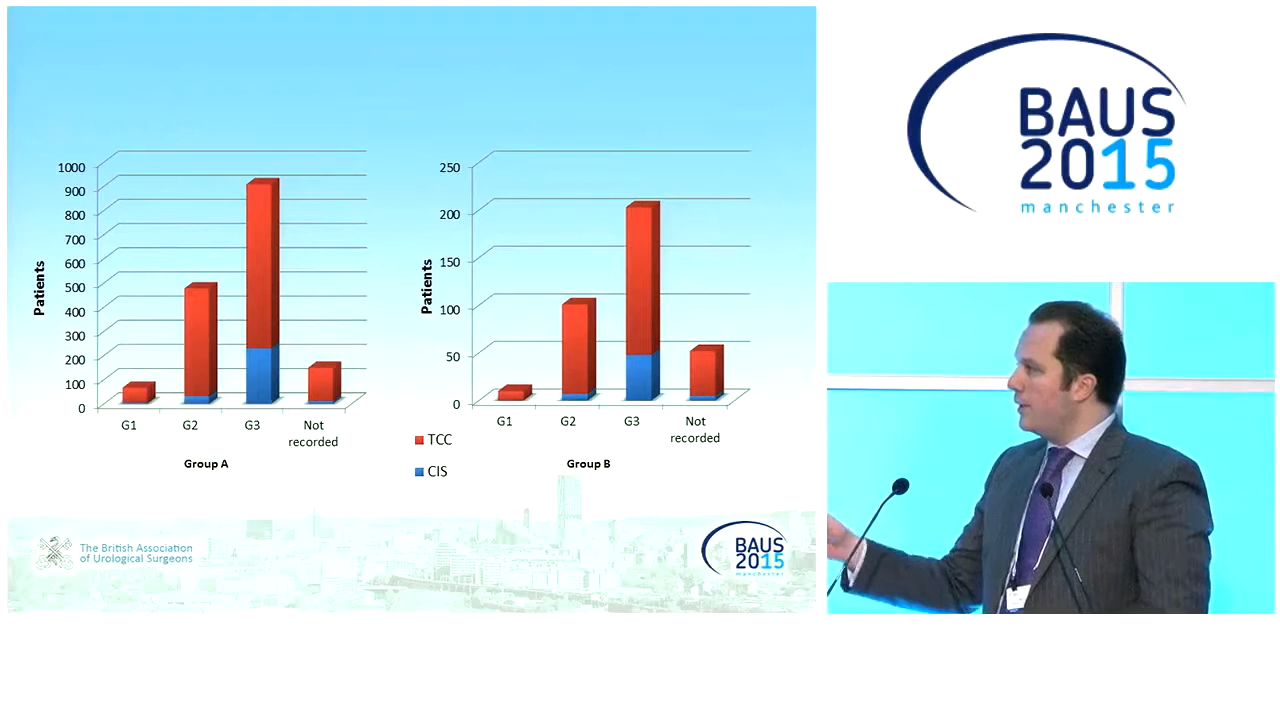 1000
900
800
700
600
500
400
300
200
100
0
Patients
G1
G2
G3
Not
recorded
Group A
250
200
150
100
50
0
Patients
G1
G2
G3
Not
recorded
Group B
TCC
CIS
The British Association
of Urological Surgeons
BAUS
2015
manchester
BAUS
2015
manchester